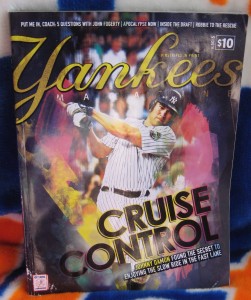 PUT ME IN, COACH: 5 QUESTIONS WITH JOHN FOGERTY | APOCALYPSE NOW | INSIDE THE DRAFT | ROBBIE TO THE RESCUE
Yankees
MAGAZINE
$10
CRUISE
CONTROL
JOHNNY DAMON FOUND THE SECRET TO
ENJOYING THE SLOW RIDE IN THE FAST LANE